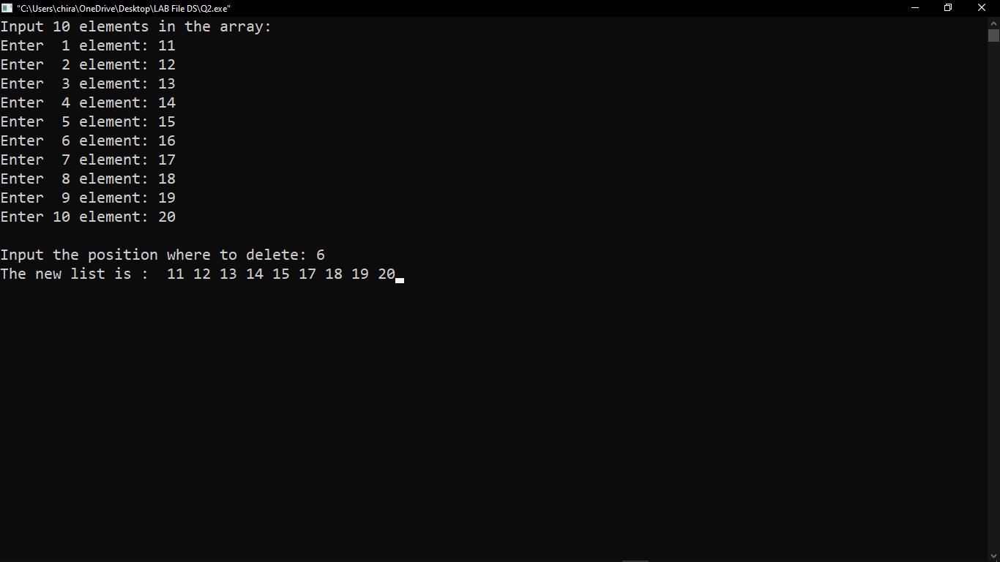 "C:\Users\chira\OneDrive\Desktop\LAB File DS\Q2.exe"
Input 10 elements in the array:
Enter  1 element: 11
Enter  2 element: 12
Enter  3 element: 13
Enter  4 element: 14
Enter  5 element: 15
Enter  6 element: 16
Enter  7 element: 17
Enter  8 element: 18
Enter  9 element: 19
Enter 10 element: 20
Input the position where to delete: 6
The new list is :  11 12 13 14 15 17 18 19 20